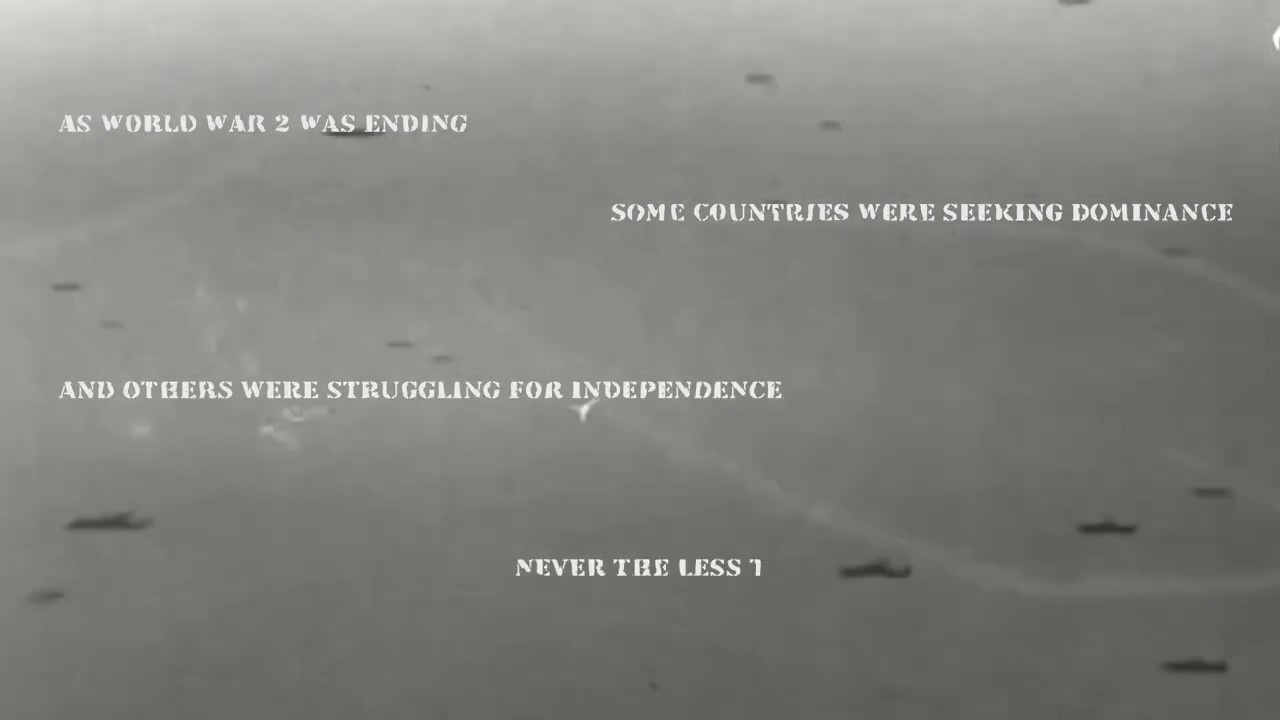 AS WORLD WAR 2 WAS ENDING
SOME COUNTRIES WERE SEEKING DOMINANCE
AND OTHERS WERE STRUGGLING FOR INDEPENDENCE
NEVER THE LESS